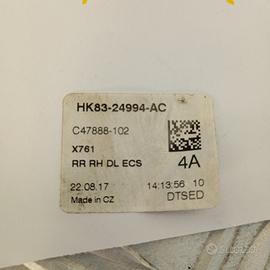 HK83-24994-AC
C47888-102
X761
RR RH DL ECS 4A
22.08.17 14:13:56 10
Made in CZ DTSED
subito